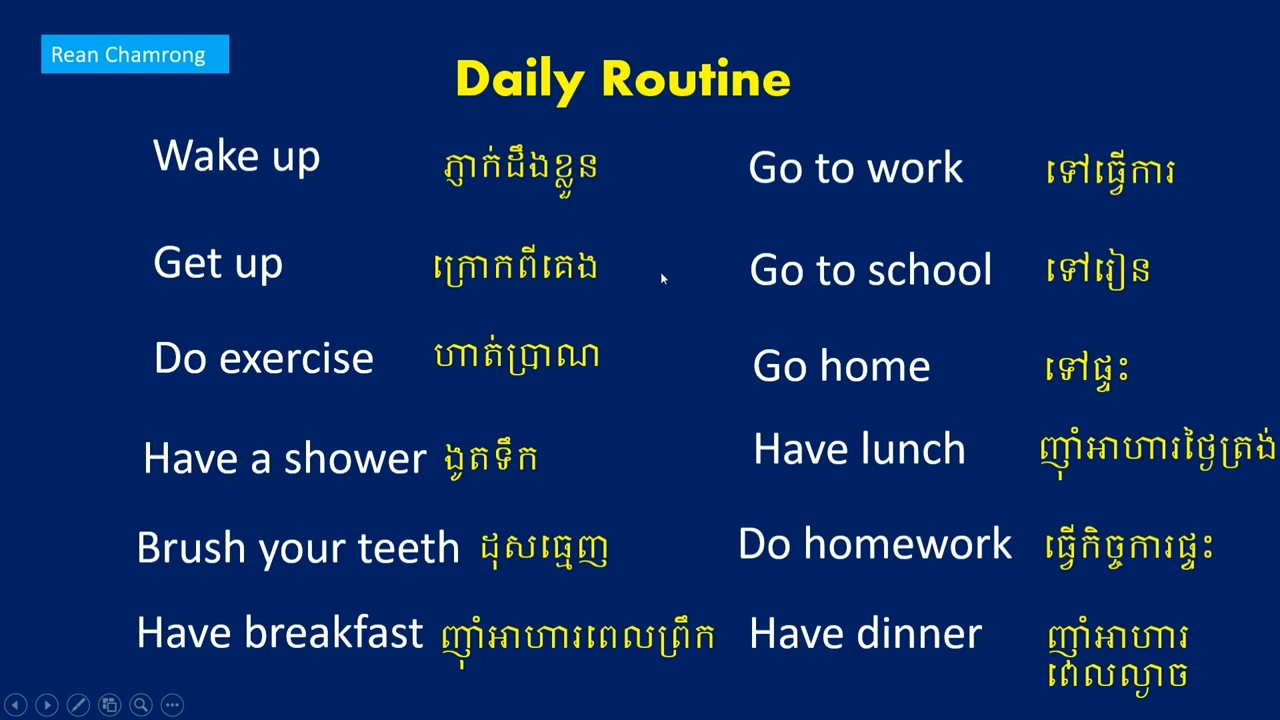 Rean Chamrong
Daily Routine
Wake up ភ្ញាក់ដឹងខ្លួន
Get up ក្រោកពីគេង
Do exercise ហាត់ប្រាណ
Have a shower ងូតទឹក
Brush your teeth ដុសធ្មេញ
Have breakfast ញ៉ាំអាហារពេលព្រឹក
Go to work ទៅធ្វើការ
Go to school ទៅរៀន
Go home ទៅផ្ទះ
Have lunch ញ៉ាំអាហារថ្ងៃត្រង់
Do homework ធ្វើកិច្ចការផ្ទះ
Have dinner ញ៉ាំអាហារ
ពេលល្ងាច